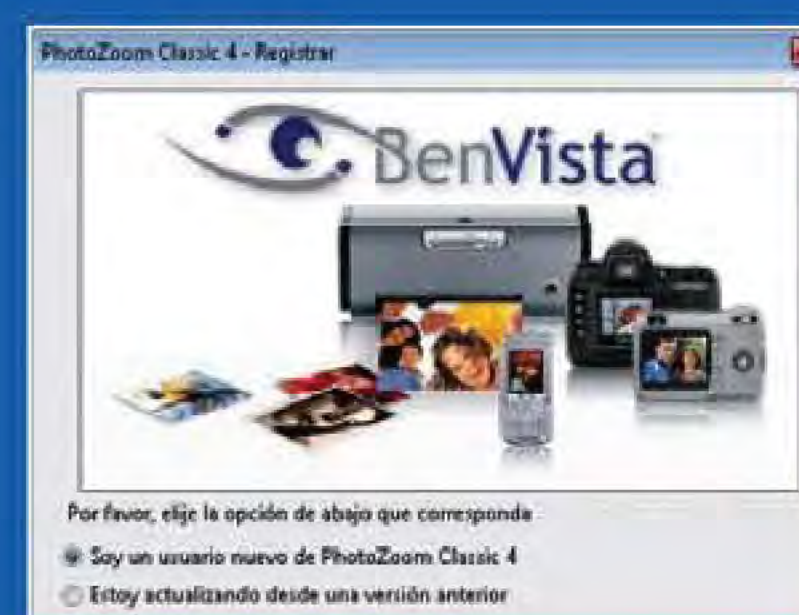 PhotoZoom Classic 4 - Registrar
BenVista
Por favor, elije la opción de abajo que corresponda
Soy un usuario nuevo de PhotoZoom Classic 4
Estoy actualizando desde una versión anterior